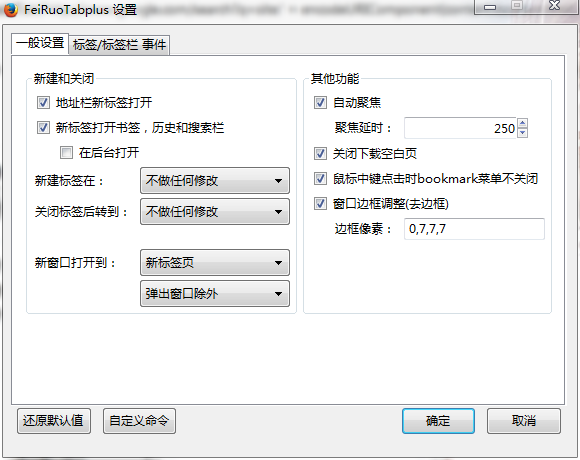 FeiRuoTabplus 设置
一般设置
标签/标签栏 事件
新建和关闭
地址栏新标签打开
新标签打开书签，历史和搜索栏
在后台打开
新建标签在：
不做任何修改
关闭标签后转到：
不做任何修改
新窗口打开到：
新标签页
弹出窗口除外
其他功能
自动聚焦
聚焦延时：
250
关闭下载空白页
鼠标中键点击时bookmark菜单不关闭
窗口边框调整(去边框)
边框像素：
0,7,7,7
还原默认值
自定义命令
确定
取消